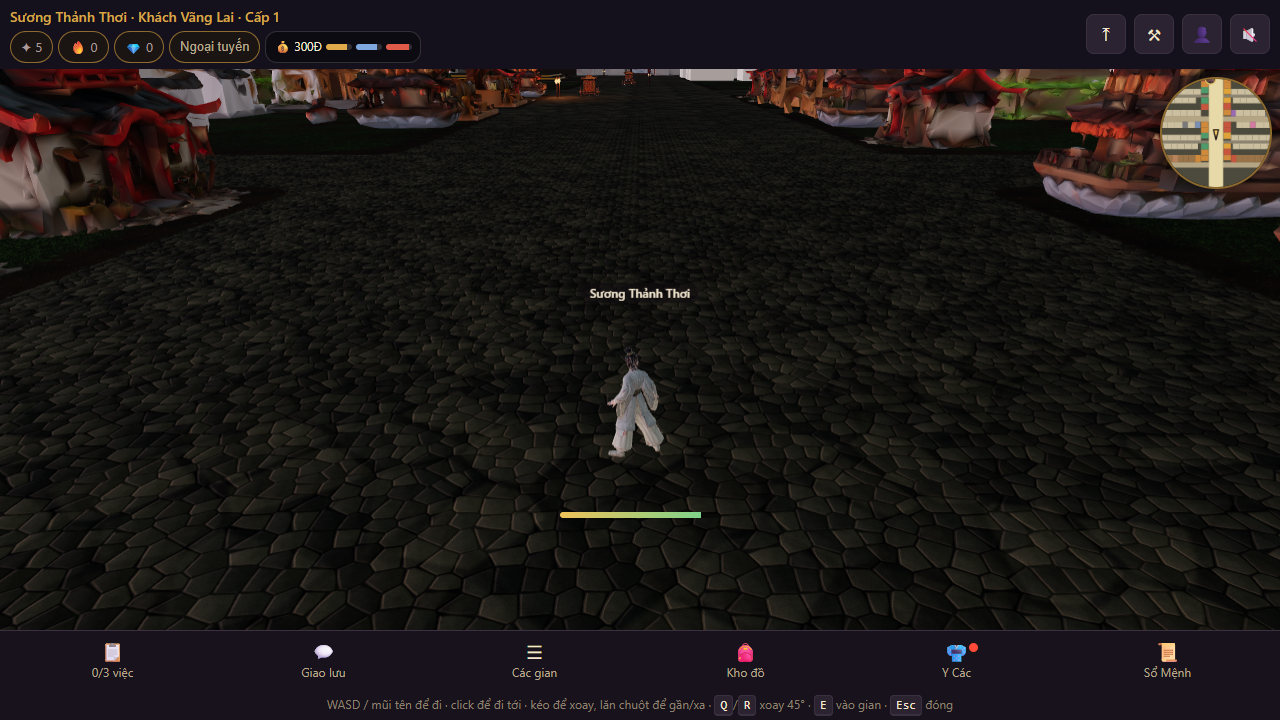 Sương Thảnh Thơi · Khách Vãng Lai · Cấp 1
5 0 0 Ngoại tuyến 300Đ
Sương Thảnh Thơi
0/3 việc Giao lưu Các gian Kho đồ Y Các Sổ Mệnh
WASD / mũi tên để đi · click để đi tới · kéo để xoay, lăn chuột để gần/xa · Q / R xoay 45° · E vào gian · Esc đóng